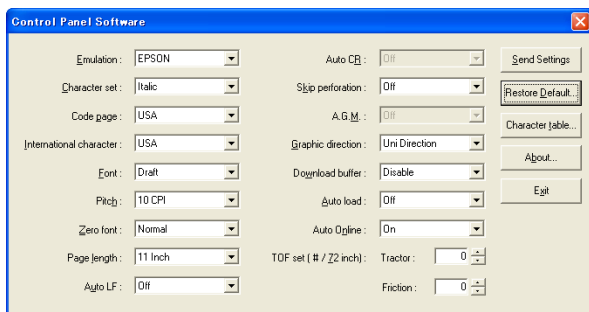 Control Panel Software
Emulation : EPSON
Character set : Italic
Code page : USA
International character : USA
Font : Draft
Pitch : 10 CPI
Zero font : Normal
Page length : 11 Inch
Auto LF : Off
Auto CR : Off
Skip perforation : Off
A.G.M. : Off
Graphic direction : Uni Direction
Download buffer : Disable
Auto load : Off
Auto Online : On
TOF set ( # / 72 inch) : Tractor : 0
Friction : 0
Send Settings
Restore Default...
Character table...
About...
Exit